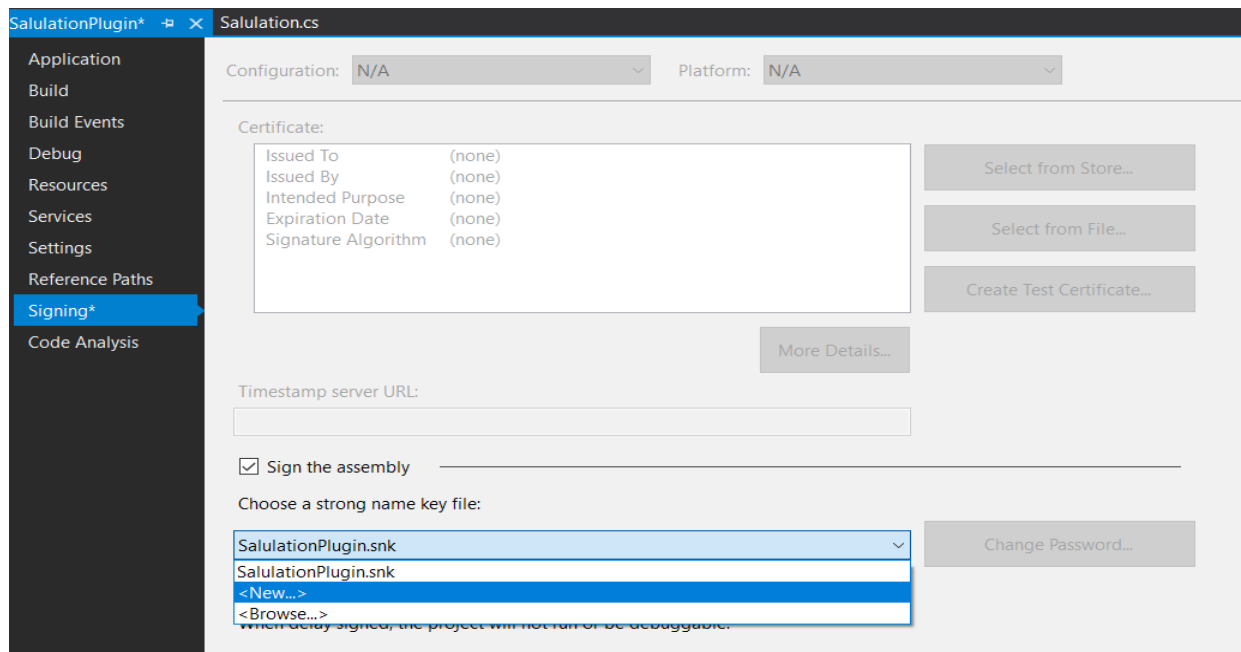 SalulationPlugin* Salulation.cs
Application
Build
Build Events
Debug
Resources
Services
Settings
Reference Paths
Signing*
Code Analysis
Configuration: N/A Platform: N/A
Certificate:
Issued To (none)
Issued By (none)
Intended Purpose (none)
Expiration Date (none)
Signature Algorithm (none)
Select from Store...
Select from File...
Create Test Certificate...
More Details...
Timestamp server URL:
Sign the assembly
Choose a strong name key file:
SalulationPlugin.snk
Change Password...
SalulationPlugin.snk
<New...>
<Browse...>
When delay signed, the project will not run or be debuggable.